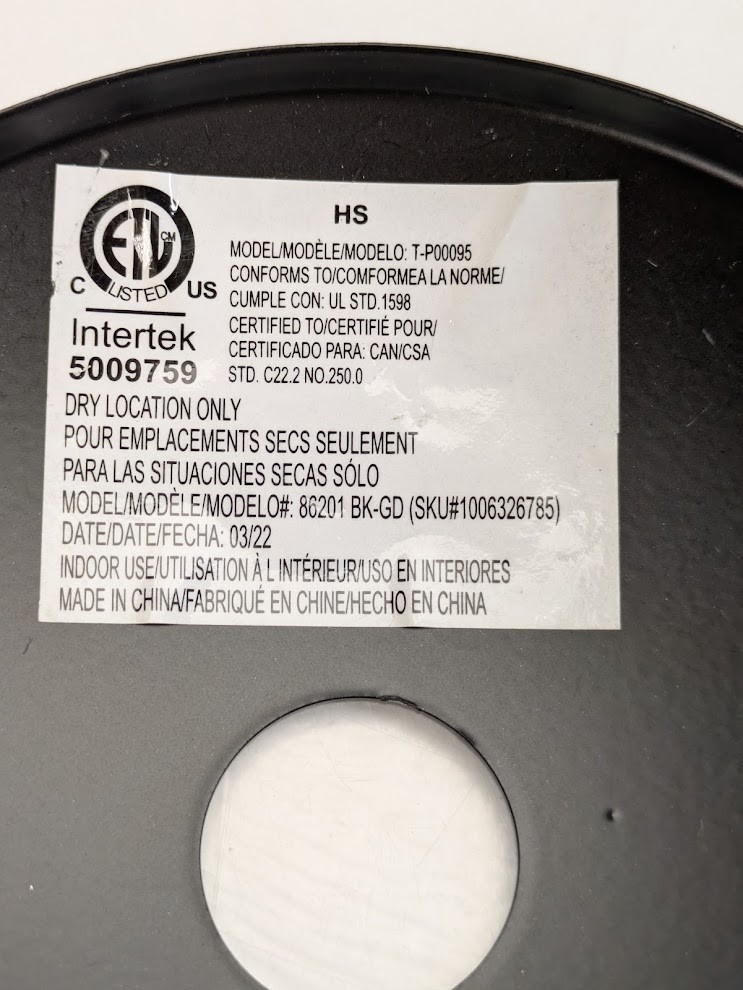 HS
ETL CM
LISTED
C US
Intertek
5009759
MODEL/MODÈLE/MODELO: T-P00095
CONFORMS TO/COMFORMEA LA NORME/
CUMPLE CON: UL STD.1598
CERTIFIED TO/CERTIFIÉ POUR/
CERTIFICADO PARA: CAN/CSA
STD. C22.2 NO.250.0
DRY LOCATION ONLY
POUR EMPLACEMENTS SECS SEULEMENT
PARA LAS SITUACIONES SECAS SÓLO
MODEL/MODÈLE/MODELO#: 86201 BK-GD (SKU#1006326785)
DATE/DATE/FECHA: 03/22
INDOOR USE/UTILISATION À L INTÉRIEUR/USO EN INTERIORES
MADE IN CHINA/FABRIQUÉ EN CHINE/HECHO EN CHINA